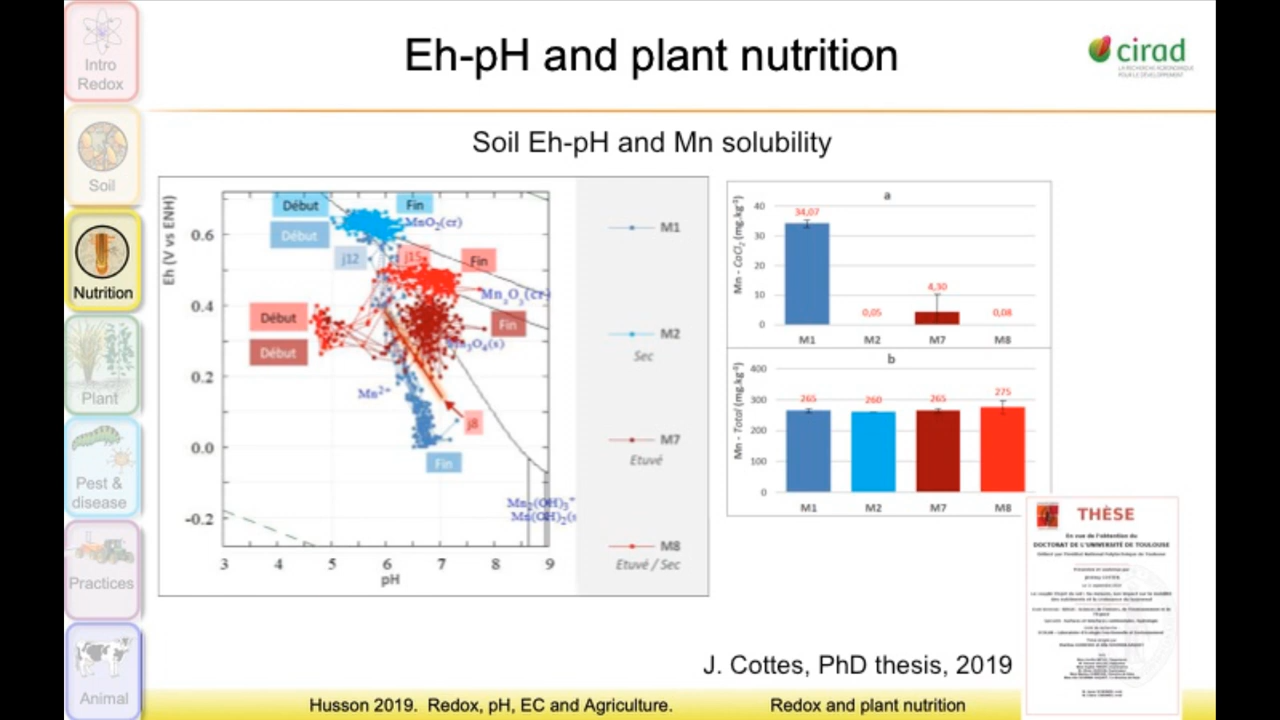 Eh-pH and plant nutrition
cirad
LA RECHERCHE AGRONOMIQUE
POUR LE DÉVELOPPEMENT
Intro
Redox
Soil
Nutrition
Plant
Pest &
disease
Practices
Animal
Soil Eh-pH and Mn solubility
Eh (V vs ENH)
0.6
0.4
0.2
0.0
-0.2
3 4 5 6 7 8 9
pH
Début
Fin
Début
MnO₂(cr)
j12
j15
Fin
Mn₂O₃(cr)
Début
Fin
Début
Mn₃O₄(s)
Mn²⁺
j8
Fin
Mn₂(OH)₃⁺
Mn(OH)₂(s
M1
M2
Sec
M7
Etuvé
M8
Etuvé / Sec
a
Mn - CaCl₂ (mg.kg⁻¹)
40
30
20
10
0
34,07
0,05
4,30
0,08
M1 M2 M7 M8
b
Mn - Total (mg.kg⁻¹)
400
300
200
100
0
265
260
265
275
M1 M2 M7 M8
THÈSE
En vue de l'obtention du
DOCTORAT DE L'UNIVERSITÉ DE TOULOUSE
J. Cottes, PhD thesis, 2019
Husson 2019. Redox, pH, EC and Agriculture.
Redox and plant nutrition